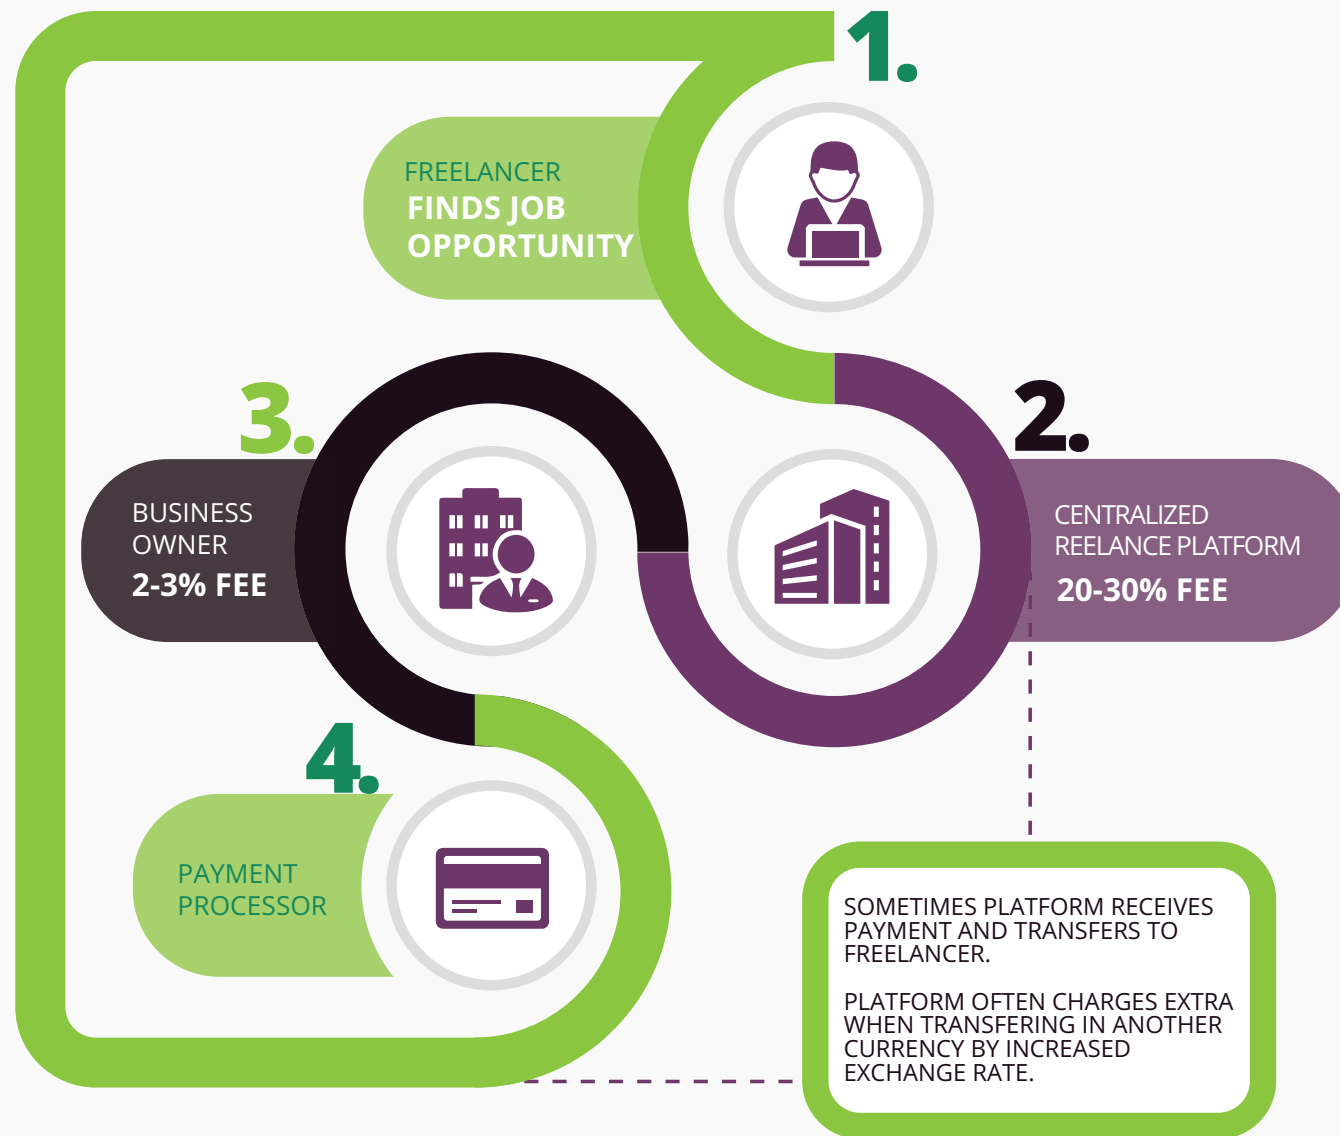 1.
FREELANCER
FINDS JOB
OPPORTUNITY
2.
CENTRALIZED
REELANCE PLATFORM
20-30% FEE
3.
BUSINESS
OWNER
2-3% FEE
4.
PAYMENT
PROCESSOR
SOMETIMES PLATFORM RECEIVES
PAYMENT AND TRANSFERS TO
FREELANCER.
PLATFORM OFTEN CHARGES EXTRA
WHEN TRANSFERING IN ANOTHER
CURRENCY BY INCREASED
EXCHANGE RATE.